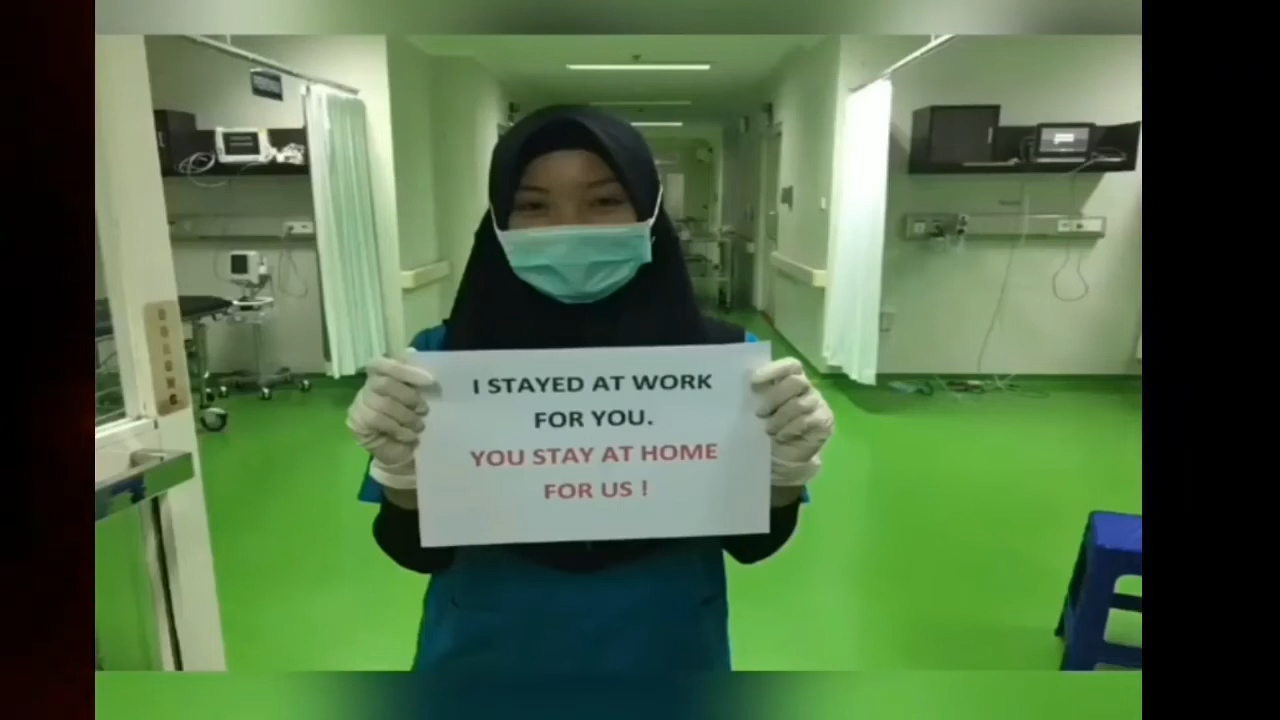 I STAYED AT WORK
FOR YOU.
YOU STAY AT HOME
FOR US !